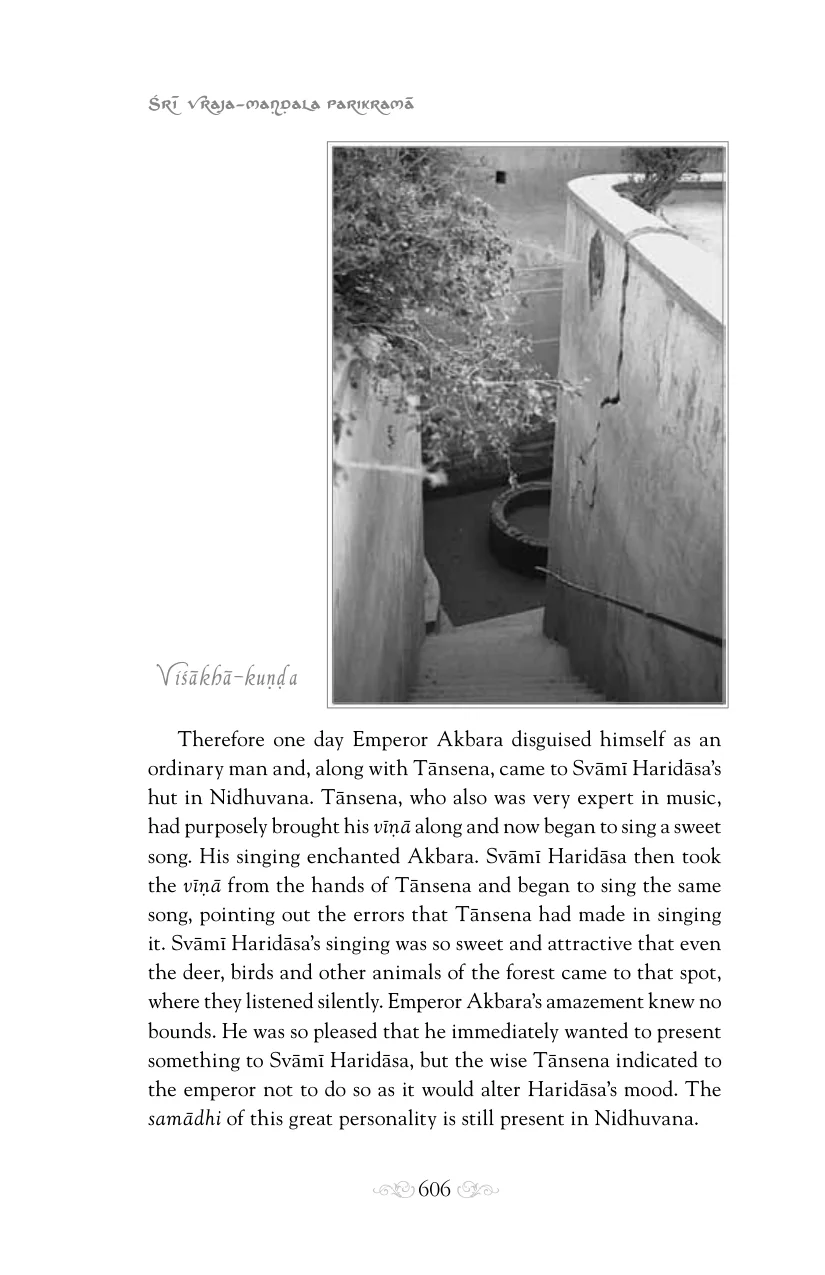 Śrī Vraja-maṇḍala Parikramā
Viśākhā-kuṇḍa
Therefore one day Emperor Akbara disguised himself as an
ordinary man and, along with Tānsena, came to Svāmī Haridāsa’s
hut in Nidhuvana. Tānsena, who also was very expert in music,
had purposely brought his vīṇā along and now began to sing a sweet
song. His singing enchanted Akbara. Svāmī Haridāsa then took
the vīṇā from the hands of Tānsena and began to sing the same
song, pointing out the errors that Tānsena had made in singing
it. Svāmī Haridāsa’s singing was so sweet and attractive that even
the deer, birds and other animals of the forest came to that spot,
where they listened silently. Emperor Akbara’s amazement knew no
bounds. He was so pleased that he immediately wanted to present
something to Svāmī Haridāsa, but the wise Tānsena indicated to
the emperor not to do so as it would alter Haridāsa’s mood. The
samādhi of this great personality is still present in Nidhuvana.
606